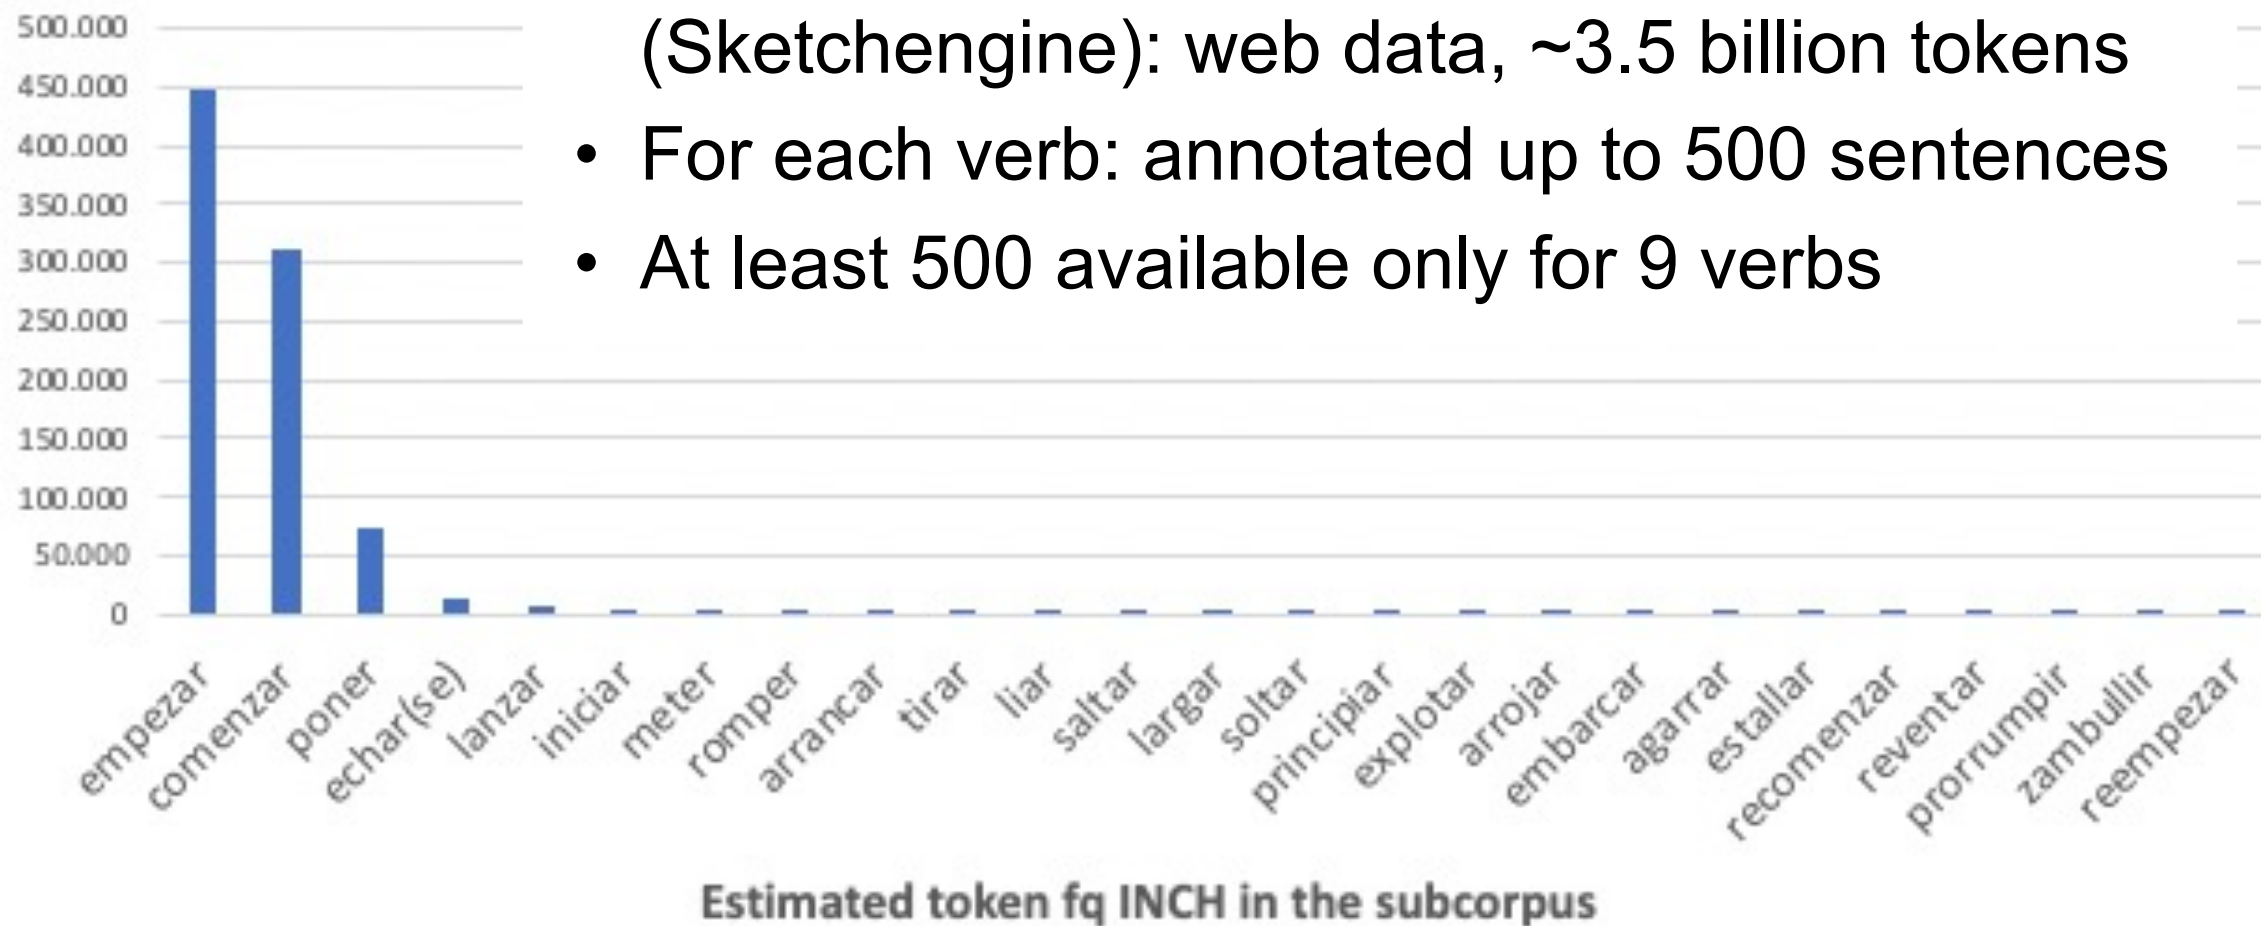 (Sketchengine): web data, ~3.5 billion tokens
• For each verb: annotated up to 500 sentences
• At least 500 available only for 9 verbs
500.000
450.000
400.000
350.000
300.000
250.000
200.000
150.000
100.000
50.000
0
empezar
comenzar
poner
echar(se)
lanzar
iniciar
meter
romper
arrancar
tirar
liar
saltar
largar
soltar
principiar
explotar
arrojar
embarcar
agarrar
estallar
recomenzar
reventar
prorrumpir
zambullir
reempezar
Estimated token fq INCH in the subcorpus